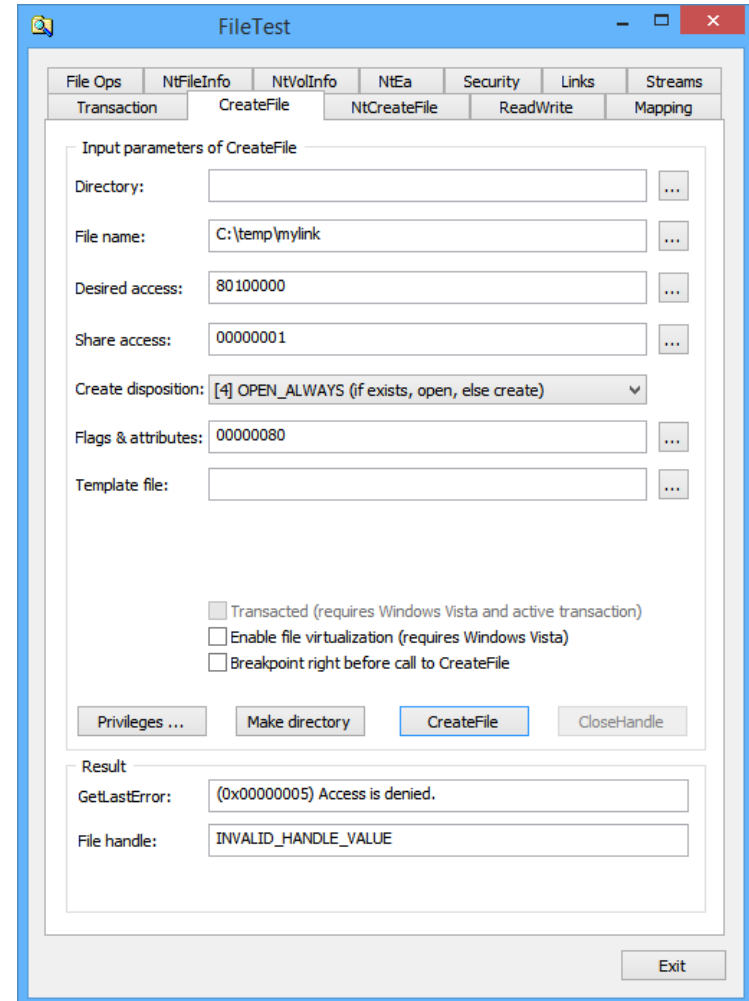 FileTest
File Ops NtFileInfo NtVolInfo NtEa Security Links Streams
Transaction CreateFile NtCreateFile ReadWrite Mapping
Input parameters of CreateFile
Directory: ...
File name: C:\temp\mylink ...
Desired access: 80100000 ...
Share access: 00000001 ...
Create disposition: [4] OPEN_ALWAYS (if exists, open, else create)
Flags & attributes: 00000080 ...
Template file: ...
Transacted (requires Windows Vista and active transaction)
Enable file virtualization (requires Windows Vista)
Breakpoint right before call to CreateFile
Privileges ... Make directory CreateFile CloseHandle
Result
GetLastError: (0x00000005) Access is denied.
File handle: INVALID_HANDLE_VALUE
Exit